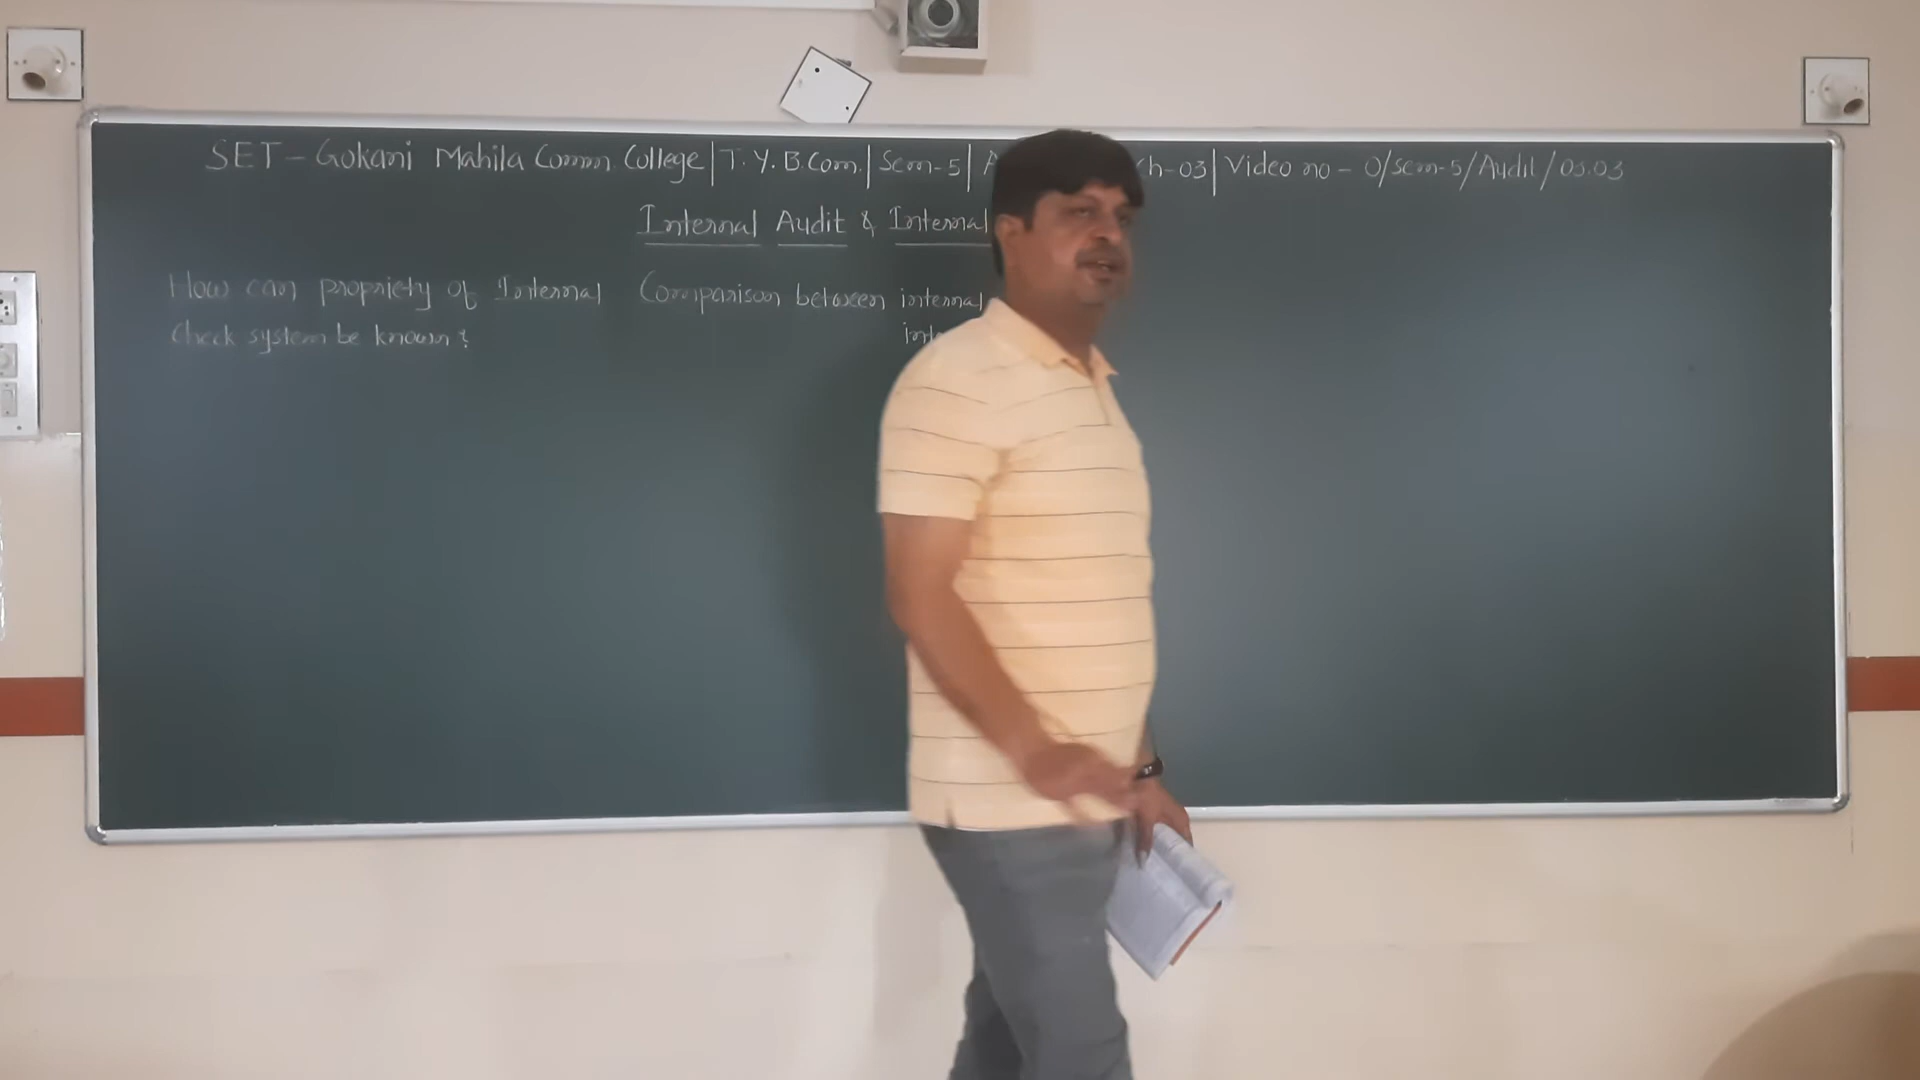 SET - Gokani Mahila Comm. College | T. Y. B.Com. | Sem-5 | h-03 | Video no - 0/sem-5/Audit/03.03
Internal Audit & Internal
How can propriety of Internal
Check system be known?
Comparison between internal